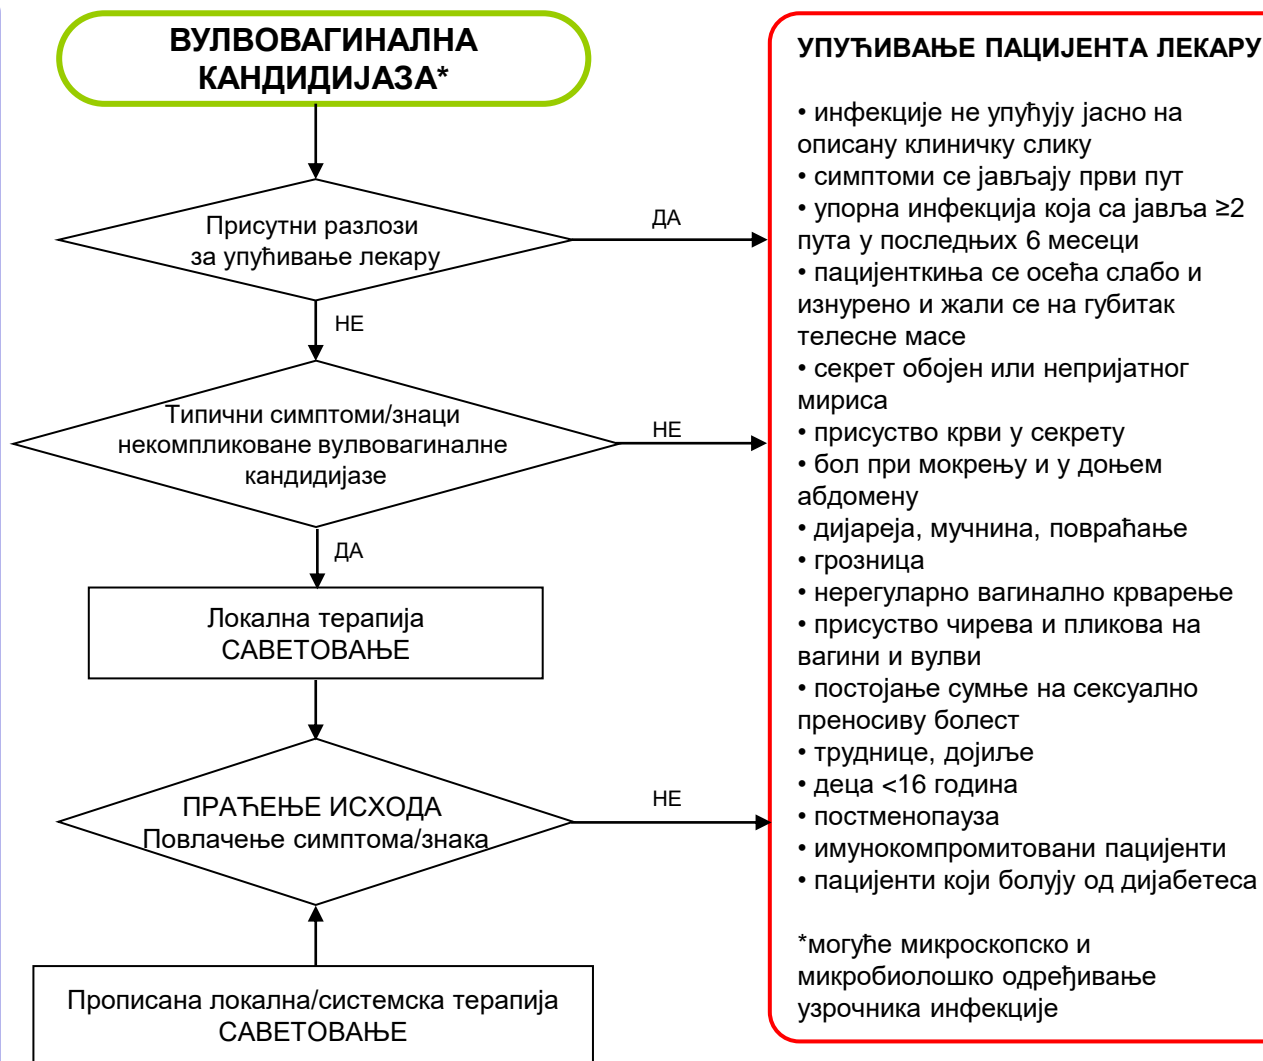 ВУЛВОВАГИНАЛНА
КАНДИДИЈАЗА*
Присутни разлози
за упућивање лекару
ДА
НЕ
Типични симптоми/знаци
некомпликоване вулвовагиналне
кандидијазе
НЕ
ДА
Локална терапија
САВЕТОВАЊЕ
ПРАЋЕЊЕ ИСХОДА
Повлачење симптома/знака
НЕ
Прописана локална/системска терапија
САВЕТОВАЊЕ
УПУЋИВАЊЕ ПАЦИЈЕНТА ЛЕКАРУ
• инфекције не упућују јасно на
описану клиничку слику
• симптоми се јављају први пут
• упорна инфекција која са јавља ≥2
пута у последњих 6 месеци
• пацијенткиња се осећа слабо и
изнурено и жали се на губитак
телесне масе
• секрет обојен или непријатног
мириса
• присуство крви у секрету
• бол при мокрењу и у доњем
абдомену
• дијареја, мучнина, повраћање
• грозница
• нерегуларно вагинално крварење
• присуство чирева и пликова на
вагини и вулви
• постојање сумње на сексуално
преносиву болест
• труднице, дојиље
• деца <16 година
• постменопауза
• имунокомпромитовани пацијенти
• пацијенти који болују од дијабетеса
*могуће микроскопско и
микробиолошко одређивање
узрочника инфекције